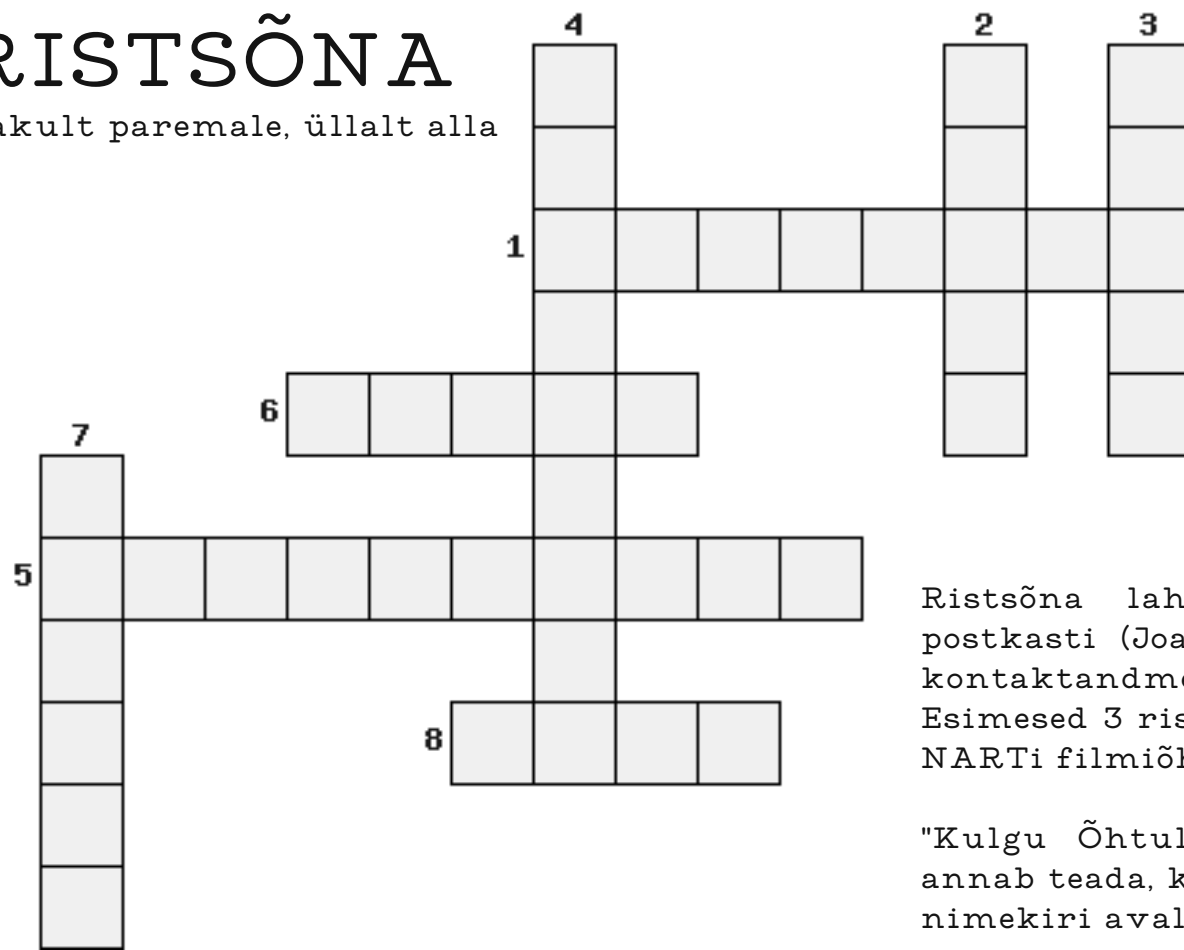 4 2 3
RISTSÕNA
akult paremale, üllalt alla
1
6
7
5
8
Ristsõna lah
postkasti (Joa
kontaktandme
Esimesed 3 ris
NARTi filmiõh
"Kulgu Õhtul
annab teada, k
nimekiri aval